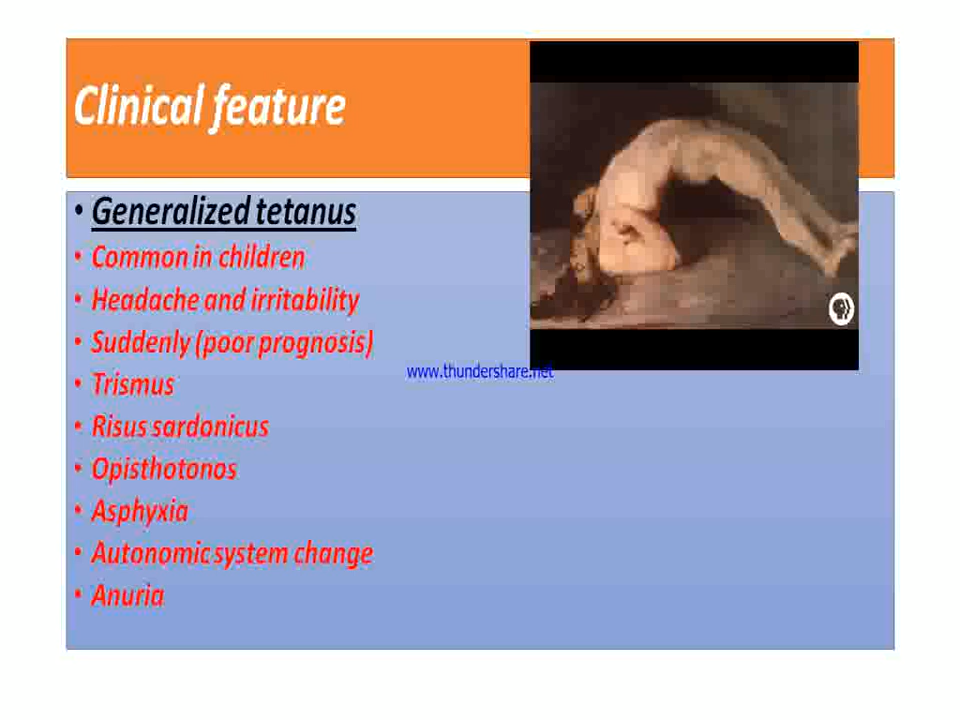 Clinical feature
• Generalized tetanus
• Common in children
• Headache and irritability
• Suddenly (poor prognosis)
www.thundershare.net
• Trismus
• Risus sardonicus
• Opisthotonos
• Asphyxia
• Autonomic system change
• Anuria